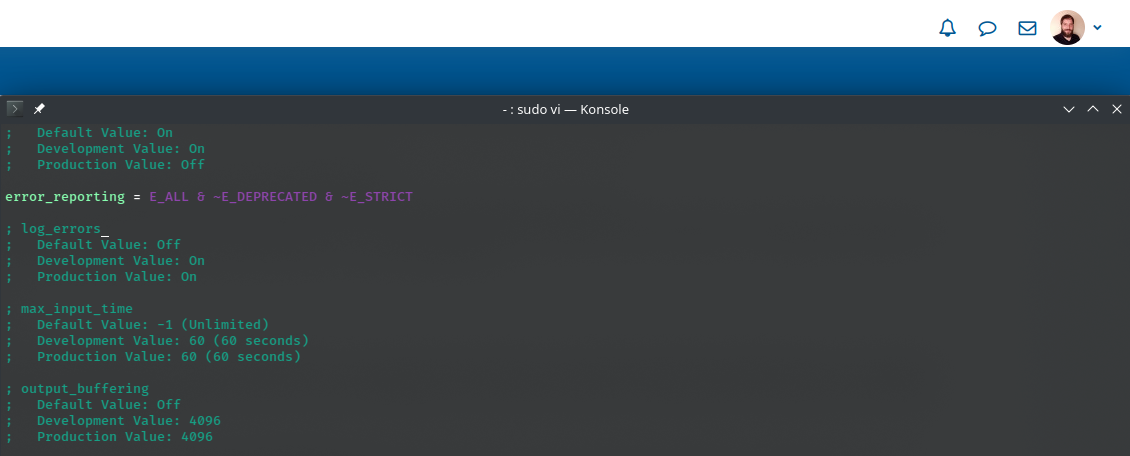 - : sudo vi — Konsole
;   Default Value: On
;   Development Value: On
;   Production Value: Off
error_reporting = E_ALL & ~E_DEPRECATED & ~E_STRICT
; log_errors
;   Default Value: Off
;   Development Value: On
;   Production Value: On
; max_input_time
;   Default Value: -1 (Unlimited)
;   Development Value: 60 (60 seconds)
;   Production Value: 60 (60 seconds)
; output_buffering
;   Default Value: Off
;   Development Value: 4096
;   Production Value: 4096